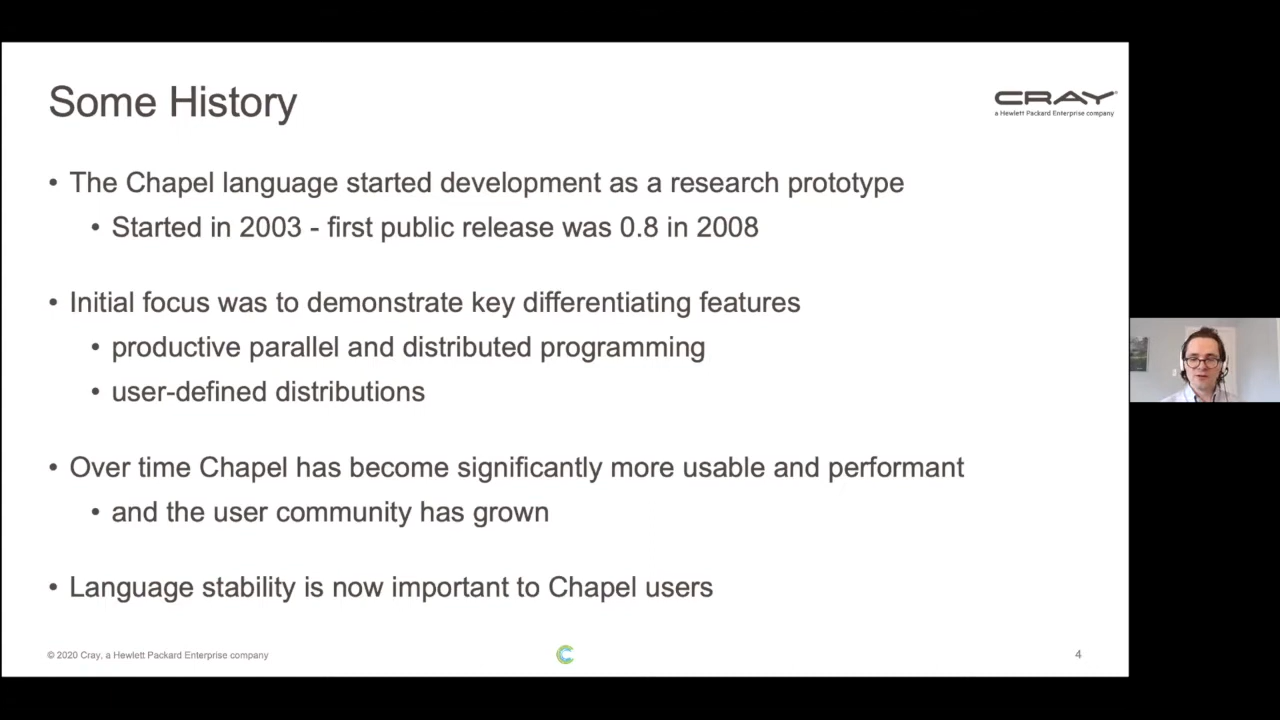 Some History
CRAY
a Hewlett Packard Enterprise company
• The Chapel language started development as a research prototype
• Started in 2003 - first public release was 0.8 in 2008
• Initial focus was to demonstrate key differentiating features
• productive parallel and distributed programming
• user-defined distributions
• Over time Chapel has become significantly more usable and performant
• and the user community has grown
• Language stability is now important to Chapel users
© 2020 Cray, a Hewlett Packard Enterprise company
4